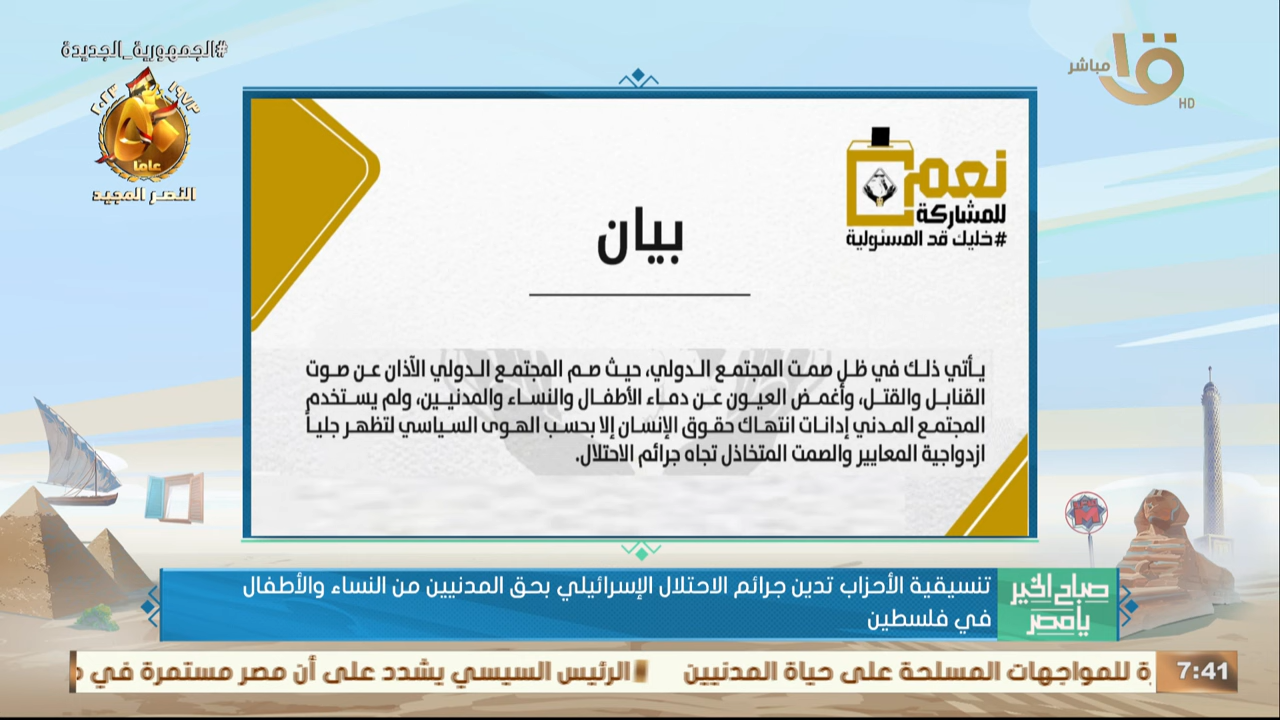 #الجمهورية_الجديدة
١٩٧٣
٢٠٢٣
٥٠
عاما
النصر المجيد
مباشر
HD
نعم
للمشاركة
#خليك قد المسئولية
بيان
يأتي ذلك في ظل صمت المجتمع الدولي، حيث صم المجتمع الدولي الآذان عن صوت
القنابل والقتل، وأغمض العيون عن دماء الأطفال والنساء والمدنيين، ولم يستخدم
المجتمع المدني إدانات انتهاك حقوق الإنسان إلا بحسب الهوى السياسي لتظهر جلياً
ازدواجية المعايير والصمت المتخاذل تجاه جرائم الاحتلال.
صباح الخير
يا مصر
تنسيقية الأحزاب تدين جرائم الاحتلال الإسرائيلي بحق المدنيين من النساء والأطفال
في فلسطين
7:41
ة للمواجهات المسلحة على حياة المدنيين الرئيس السيسي يشدد على أن مصر مستمرة في